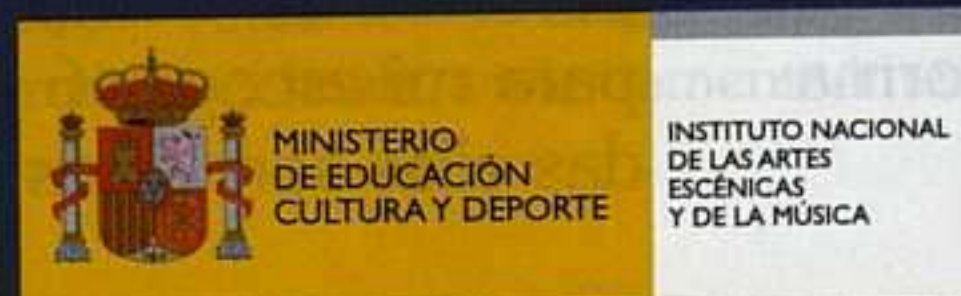 MINISTERIO
DE EDUCACIÓN
CULTURA Y DEPORTE
INSTITUTO NACIONAL
DE LAS ARTES
ESCÉNICAS
Y DE LA MÚSICA